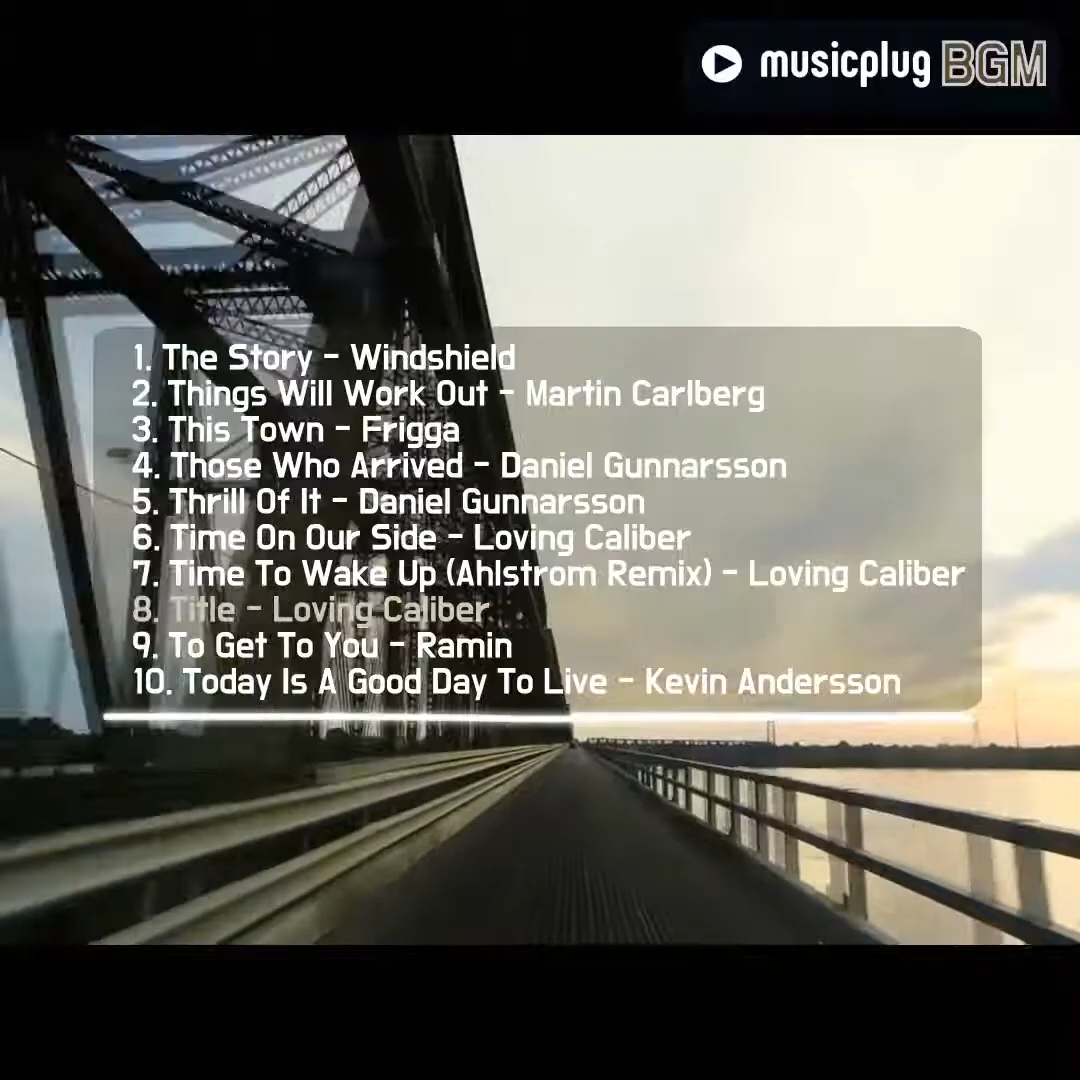 musicplug BGM
1. The Story - Windshield
2. Things Will Work Out - Martin Carlberg
3. This Town - Frigga
4. Those Who Arrived - Daniel Gunnarsson
5. Thrill Of It - Daniel Gunnarsson
6. Time On Our Side - Loving Caliber
7. Time To Wake Up (Ahlstrom Remix) - Loving Caliber
8. Title - Loving Caliber
9. To Get To You - Ramin
10. Today Is A Good Day To Live - Kevin Andersson